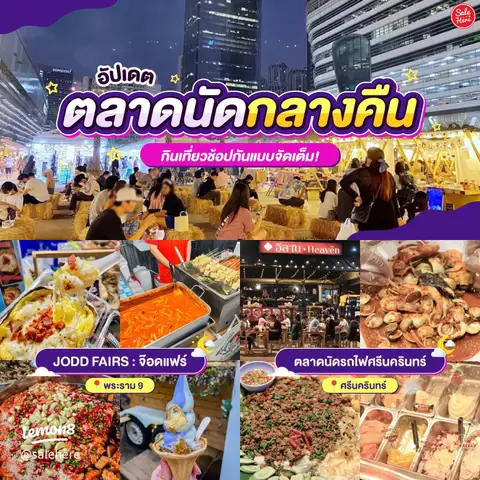 Sale Here
อัปเดต
ตลาดนัดกลางคืน
กินเที่ยวช้อปกันแบบจัดเต็ม!
อีสาน • Heaven
JODD FAIRS : จ๊อดแฟร์
พระราม 9
ตลาดนัดรถไฟศรีนครินทร์
ศรีนครินทร์
lemon8
@salehere